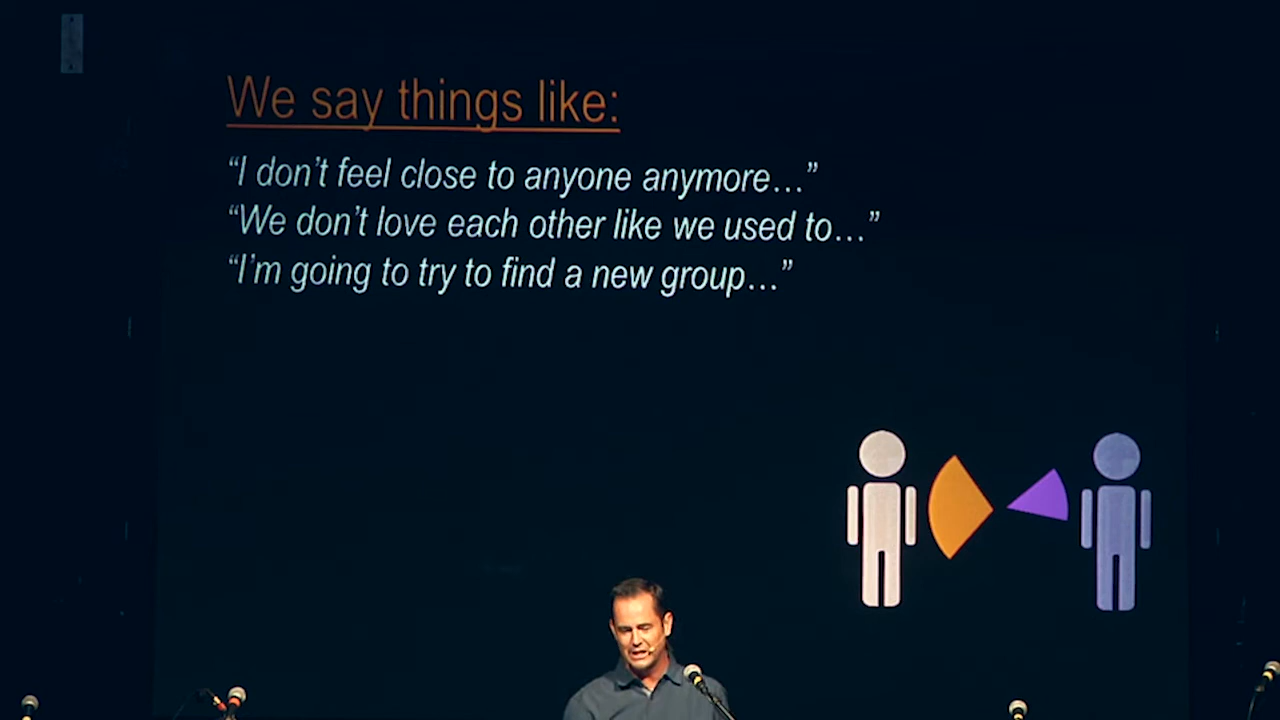 We say things like:
“I don’t feel close to anyone anymore…”
“We don’t love each other like we used to…”
“I’m going to try to find a new group…”